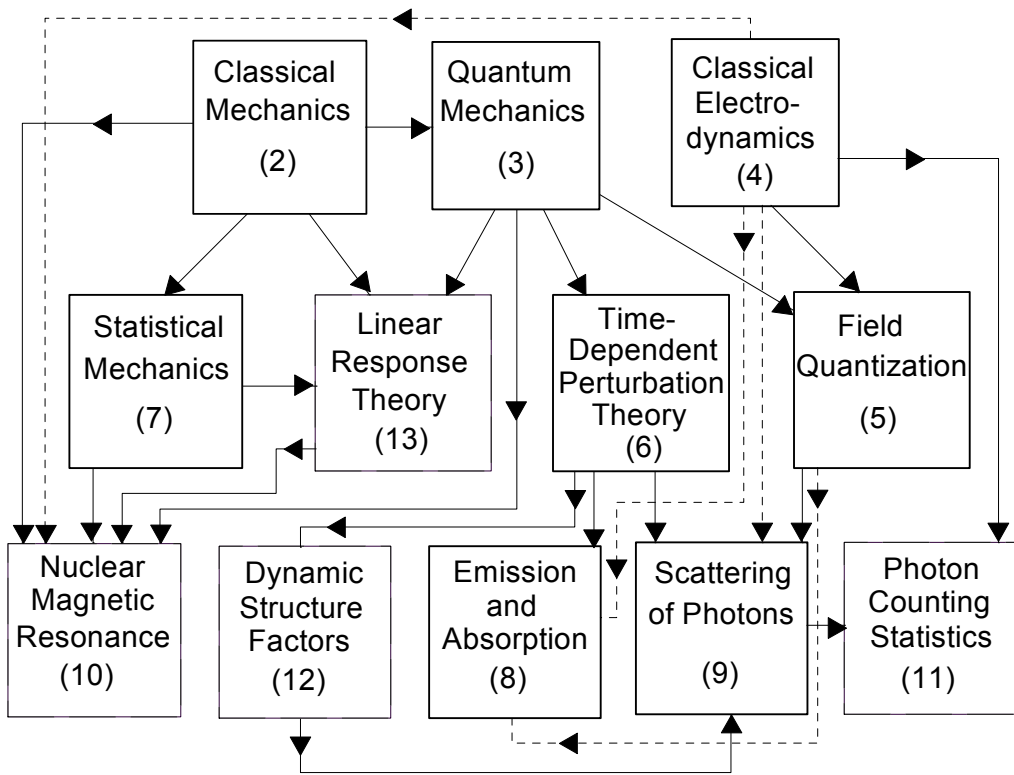 Classical
Mechanics
(2)
Quantum
Mechanics
(3)
Classical
Electro-
dynamics
(4)
Statistical
Mechanics
(7)
Linear
Response
Theory
(13)
Time-
Dependent
Perturbation
Theory
(6)
Field
Quantization
(5)
Nuclear
Magnetic
Resonance
(10)
Dynamic
Structure
Factors
(12)
Emission
and
Absorption
(8)
Scattering
of Photons
(9)
Photon
Counting
Statistics
(11)